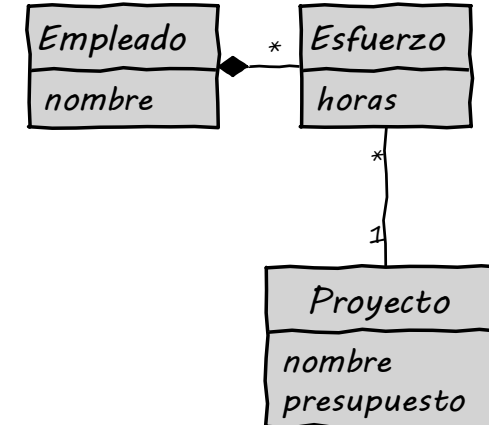 Empleado
nombre
*
Esfuerzo
horas
*
1
Proyecto
nombre
presupuesto